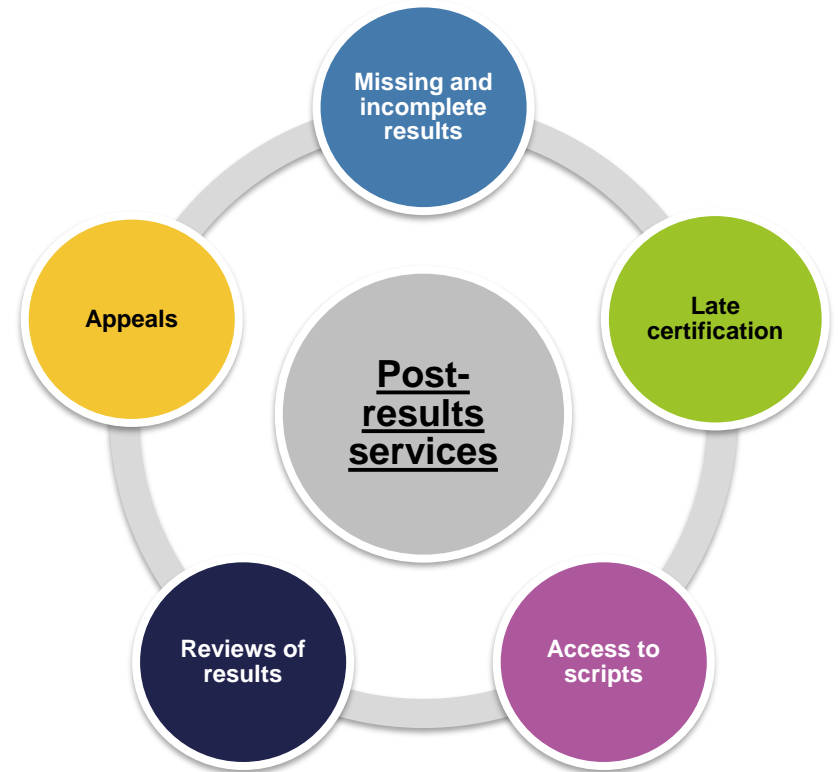 Missing and
incomplete
results
Late
certification
Access to
scripts
Reviews of
results
Appeals
Post-
results
services